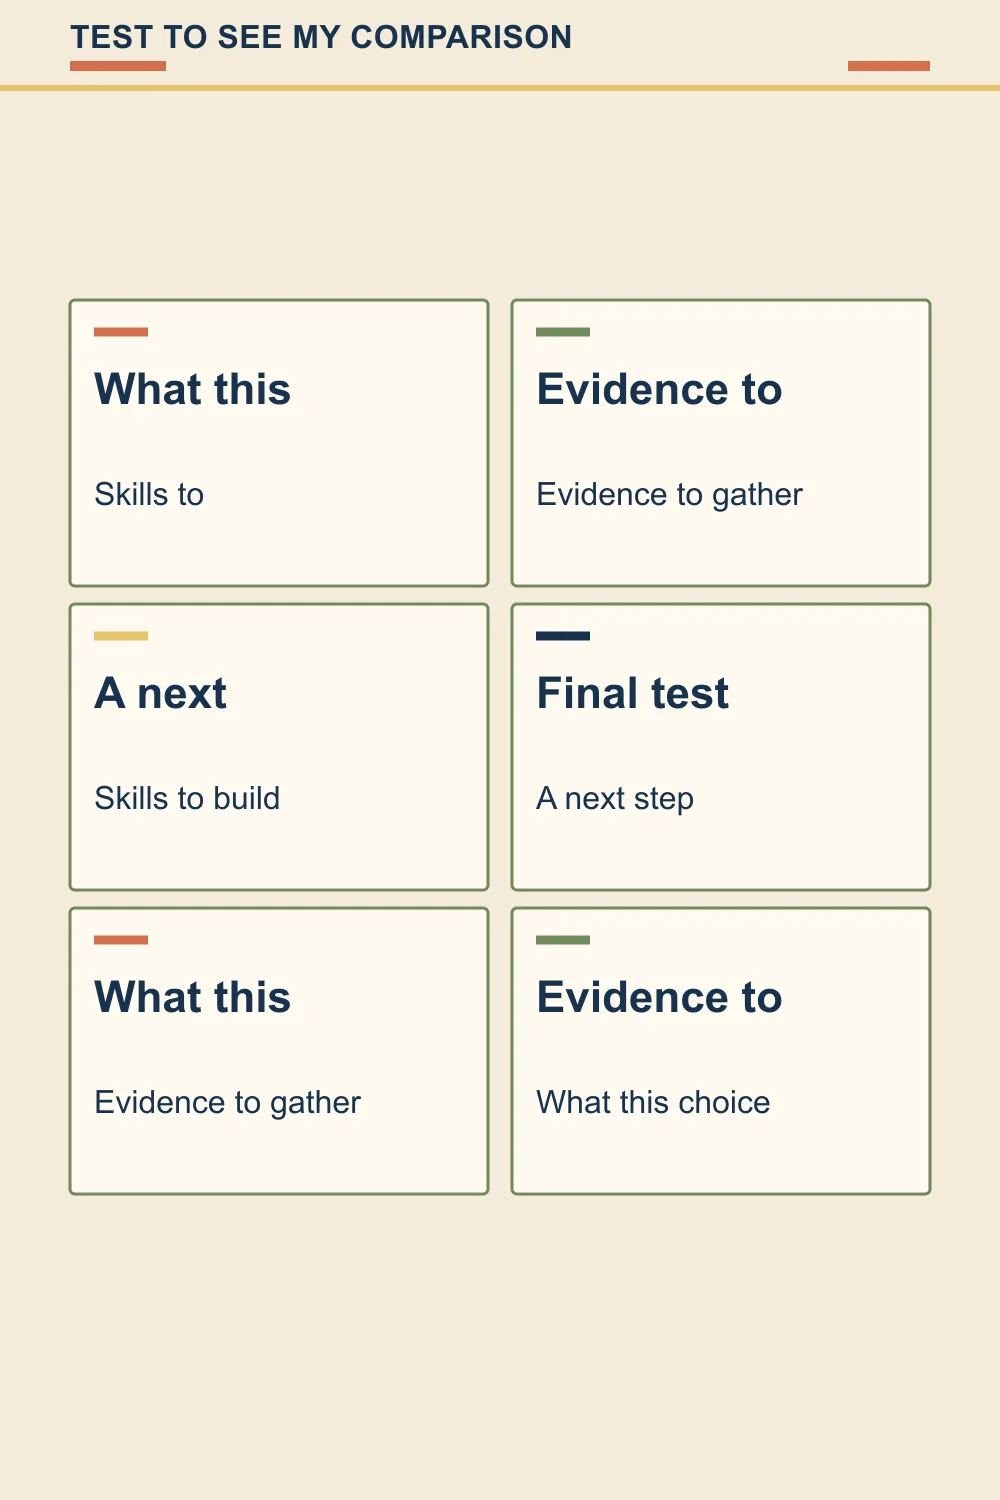 TEST TO SEE MY COMPARISON
What this
Skills to
Evidence to
Evidence to gather
A next
Skills to build
Final test
A next step
What this
Evidence to gather
Evidence to
What this choice